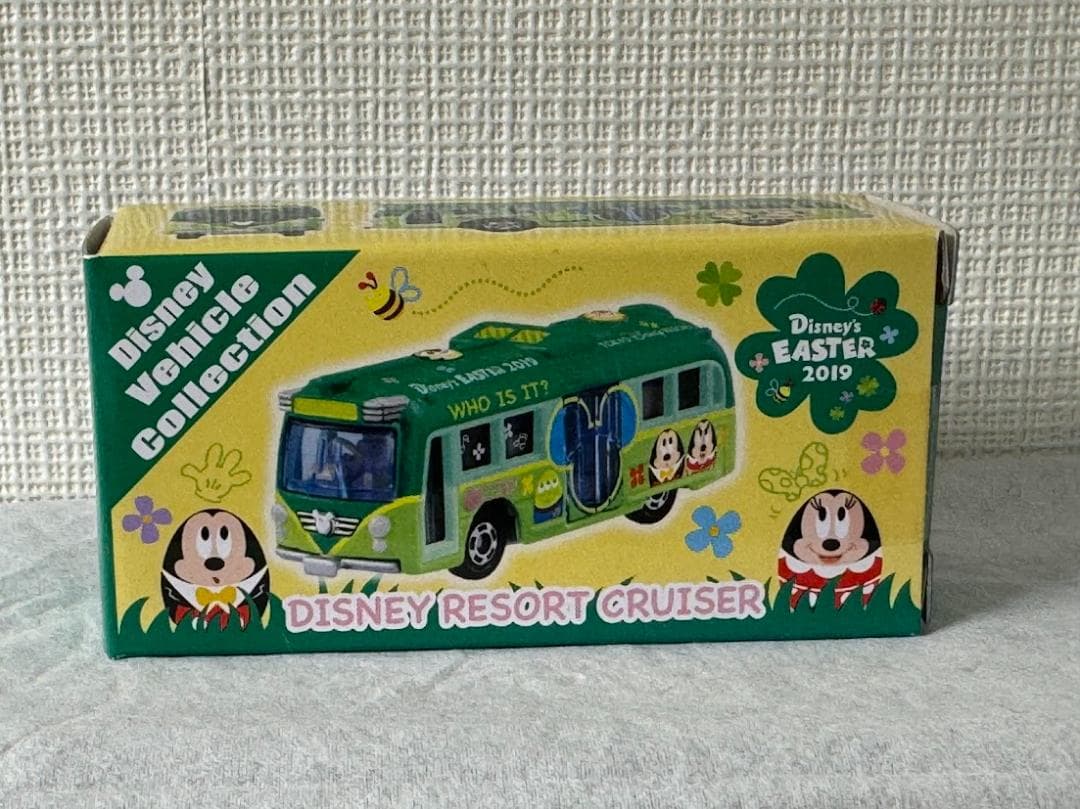 Disney
Vehicle
Collection
Disney's EASTER 2019
WHO IS IT?
Disney's
EASTER
2019
DISNEY RESORT CRUISER